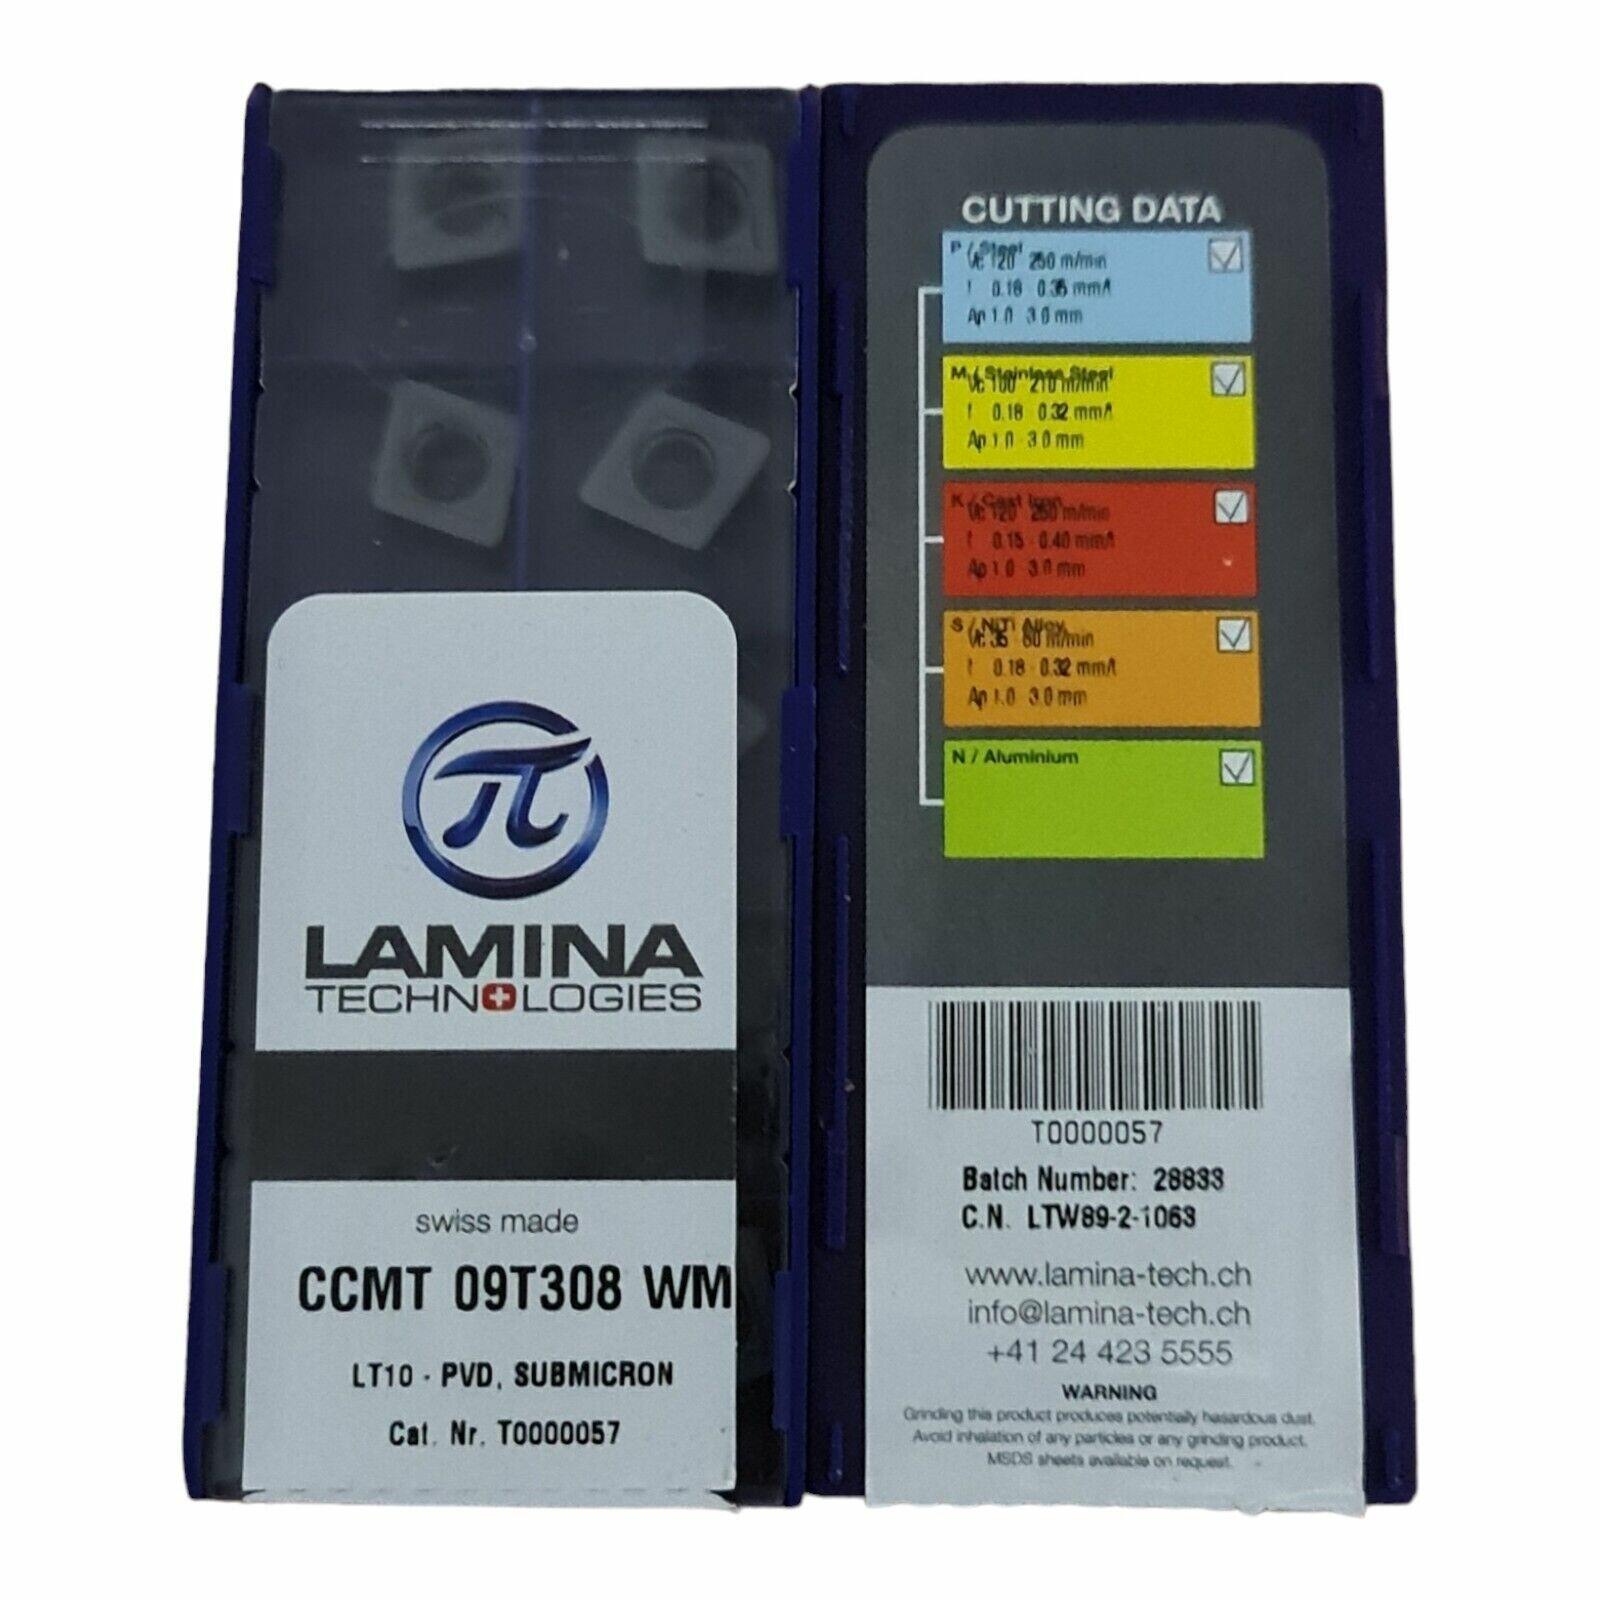 LAMINA
TECHNOLOGIES
swiss made
CCMT 09T308 WM
LT10 - PVD, SUBMICRON
Cat. Nr. T0000057
CUTTING DATA
P / Steel
Vc 120 250 m/min
f 0.18 0.35 mm/t
Ap 1.0 3.0 mm
M / Stainless Steel
Vc 100 210 m/min
f 0.18 0.32 mm/t
Ap 1.0 - 3.0 mm
K / Cast Iron
Vc 120 250 m/min
f 0.15 - 0.40 mm/t
Ap 1.0 3.0 mm
S / NiTi Alloy
Vc 35 60 m/min
f 0.18 - 0.32 mm/t
Ap 1.0 3.0 mm
N / Aluminium
T0000057
Batch Number: 28833
C.N. LTW89-2-1063
www.lamina-tech.ch
info@lamina-tech.ch
+41 24 423 5555
WARNING
Grinding this product produces potentially hasardous dust.
Avoid inhalation of any particles or any grinding product.
MSDS sheets available on request.